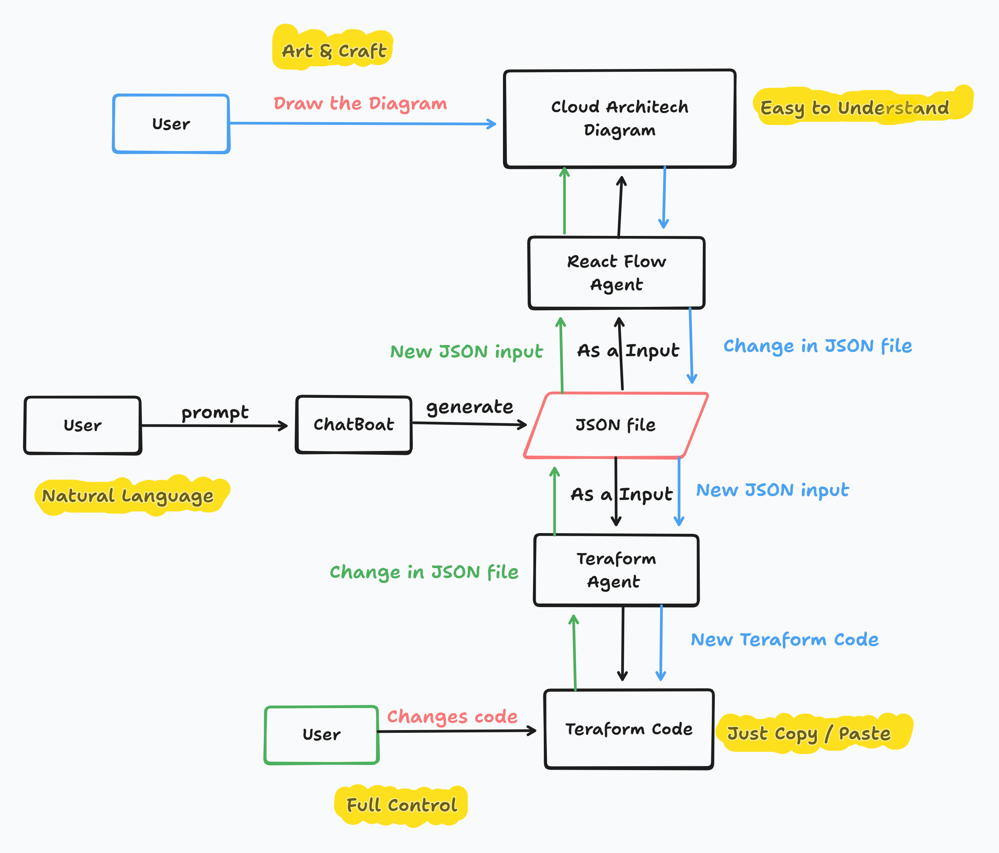 Art & Craft
Draw the Diagram
User
Cloud Architech
Diagram
Easy to Understand
React Flow
Agent
New JSON input
As a Input
Change in JSON file
User
prompt
ChatBoat
generate
JSON file
Natural Language
As a Input
New JSON input
Change in JSON file
Teraform
Agent
New Teraform Code
User
Changes code
Teraform Code
Just Copy / Paste
Full Control